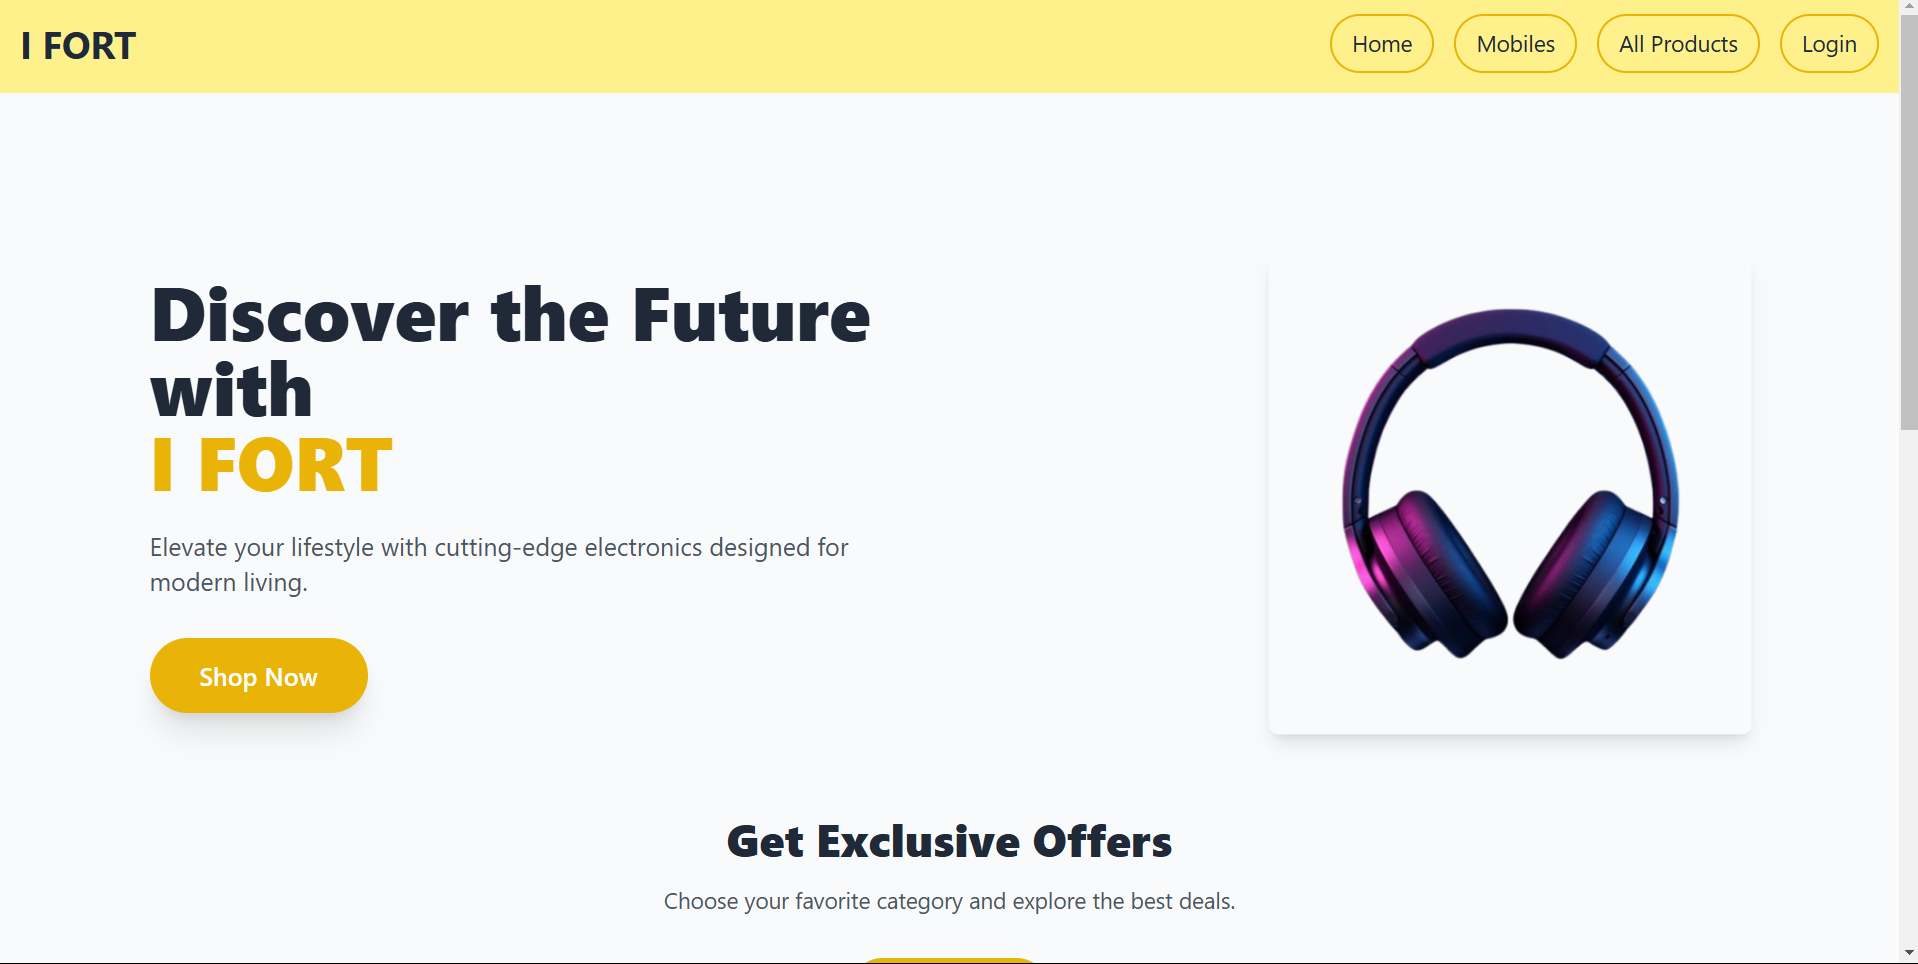 I FORT
Home
Mobiles
All Products
Login
Discover the Future
with
I FORT
Elevate your lifestyle with cutting-edge electronics designed for
modern living.
Shop Now
Get Exclusive Offers
Choose your favorite category and explore the best deals.